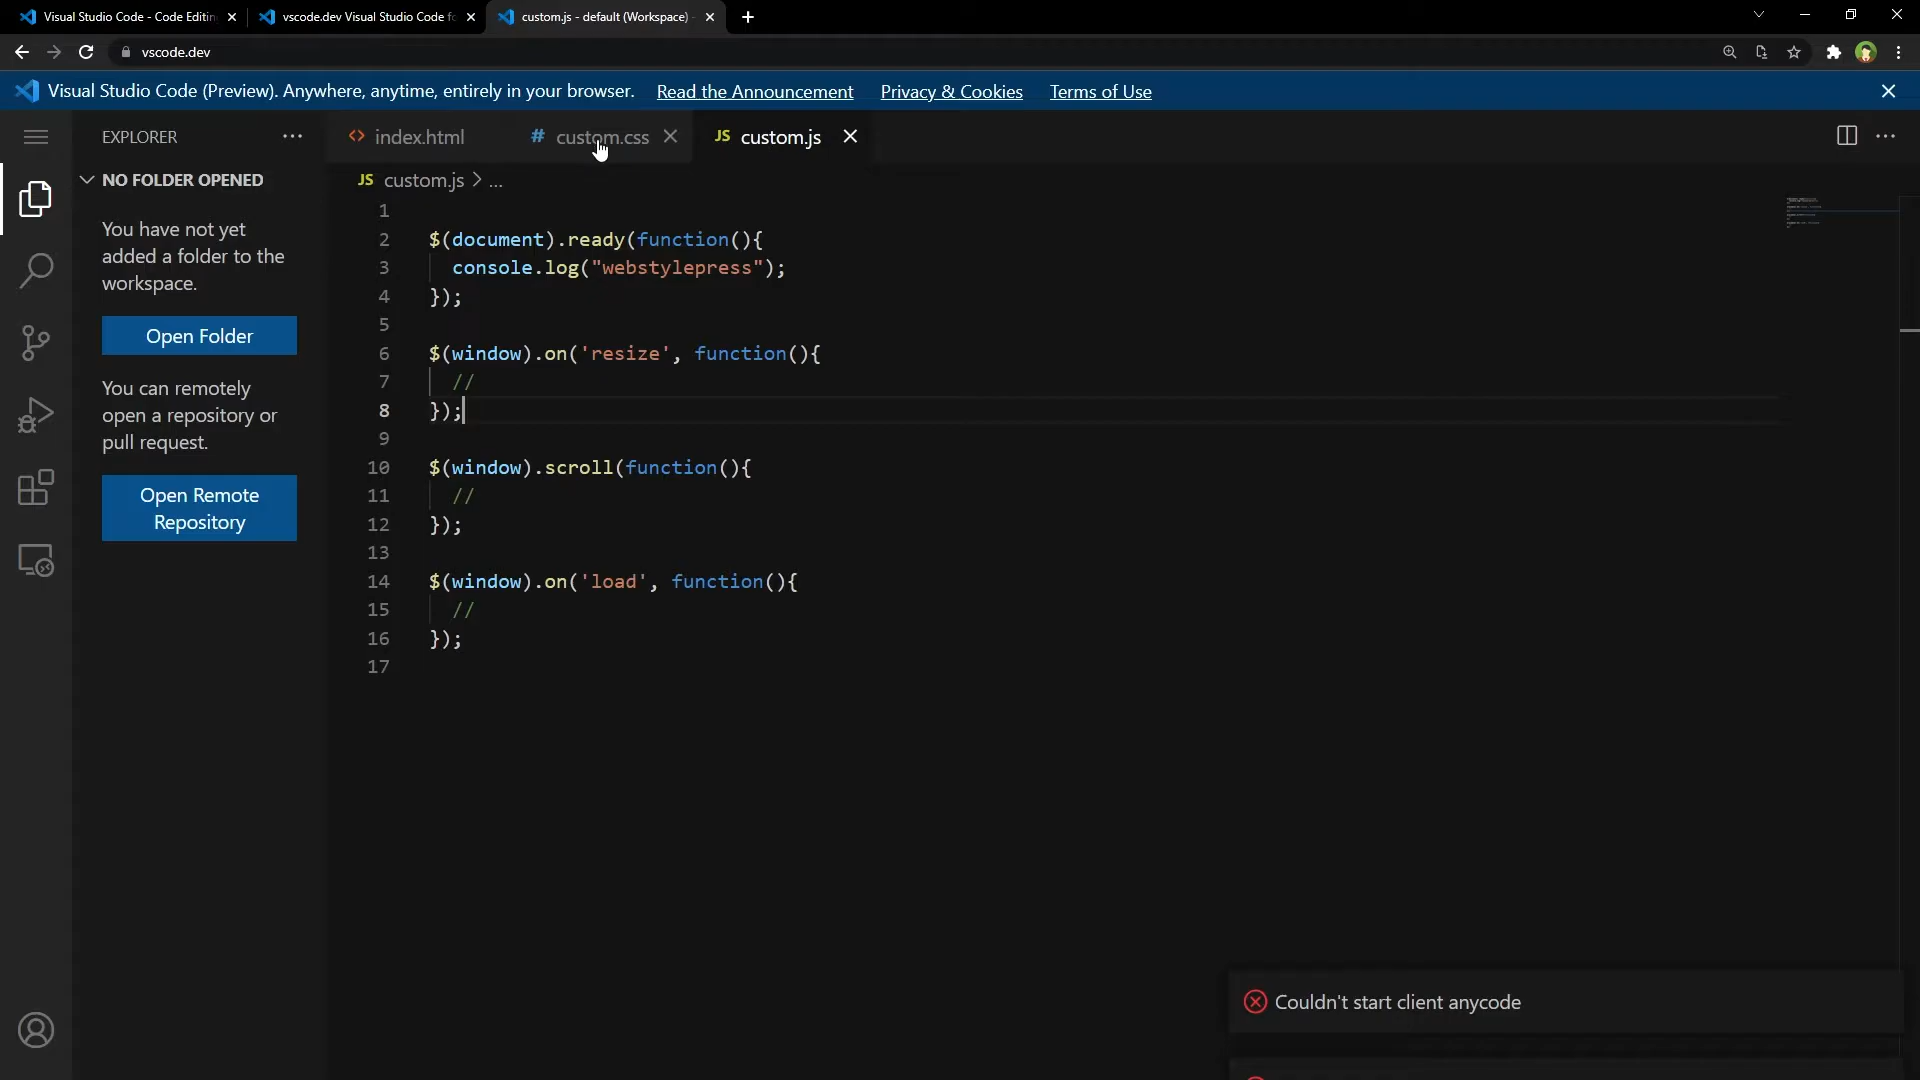 Visual Studio Code - Code Editin
vscode.dev Visual Studio Code fo
custom.js - default (Workspace) -
vscode.dev
Visual Studio Code (Preview). Anywhere, anytime, entirely in your browser. Read the Announcement Privacy & Cookies Terms of Use
EXPLORER
index.html
# custom.css
JS custom.js
NO FOLDER OPENED
JS custom.js > ...
You have not yet
added a folder to the
workspace.
Open Folder
You can remotely
open a repository or
pull request.
Open Remote
Repository
1
2 $(document).ready(function(){
3 console.log("webstylepress");
4 });
5
6 $(window).on('resize', function(){
7 //
8 });
9
10 $(window).scroll(function(){
11 //
12 });
13
14 $(window).on('load', function(){
15 //
16 });
17
Couldn't start client anycode